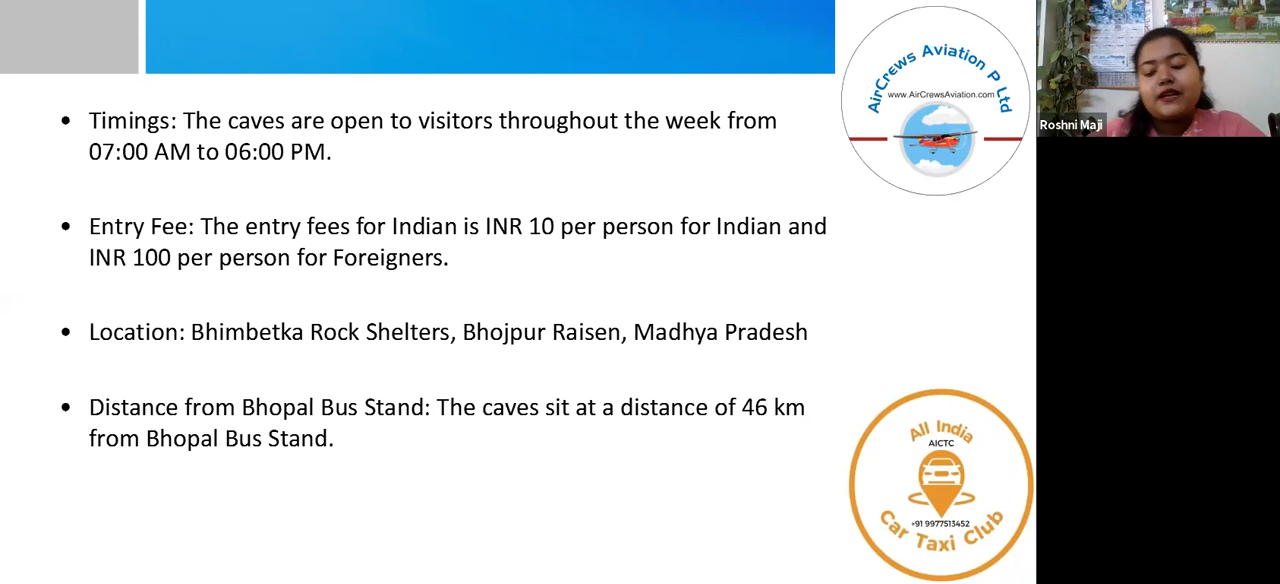 • Timings: The caves are open to visitors throughout the week from
07:00 AM to 06:00 PM.
• Entry Fee: The entry fees for Indian is INR 10 per person for Indian and
INR 100 per person for Foreigners.
• Location: Bhimbetka Rock Shelters, Bhojpur Raisen, Madhya Pradesh
• Distance from Bhopal Bus Stand: The caves sit at a distance of 46 km
from Bhopal Bus Stand.
AirCrews Aviation P Ltd
www.AirCrewsAviation.com
Roshni Maji
All India
AICTC
+91 9977513452
Car Taxi Club